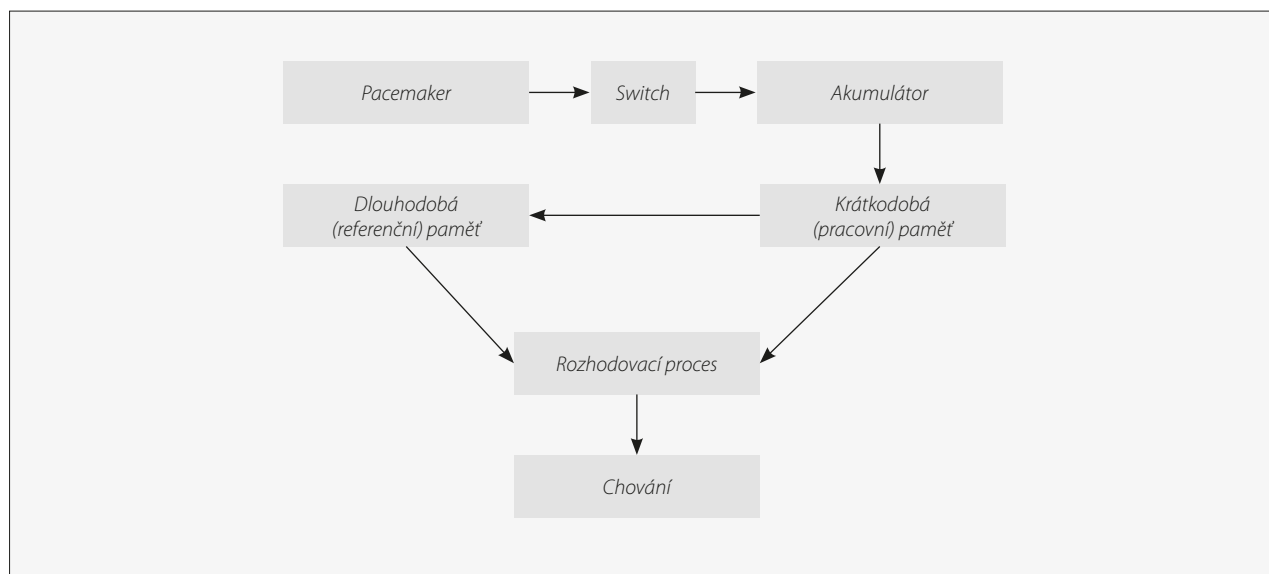 Pacemaker
Switch
Akumulátor
Dlouhodobá
(referenční) paměť
Krátkodobá
(pracovní) paměť
Rozhodovací proces
Chování